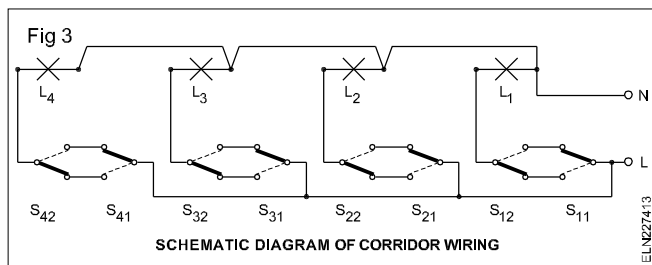 Fig 3
L4 L3 L2 L1
N
L
S42 S41 S32 S31 S22 S21 S12 S11
SCHEMATIC DIAGRAM OF CORRIDOR WIRING
ELN227413